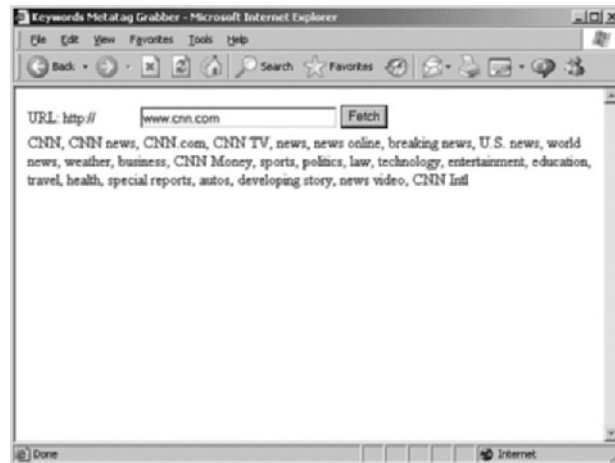 Keywords Metatag Grabber - Microsoft Internet Explorer
File Edit View Favorites Tools Help
Back Search Favorites
URL: http:// www.cnn.com Fetch
CNN, CNN news, CNN.com, CNN TV, news, news online, breaking news, U.S. news, world
news, weather, business, CNN Money, sports, politics, law, technology, entertainment, education,
travel, health, special reports, autos, developing story, news video, CNN Intl
Done Internet